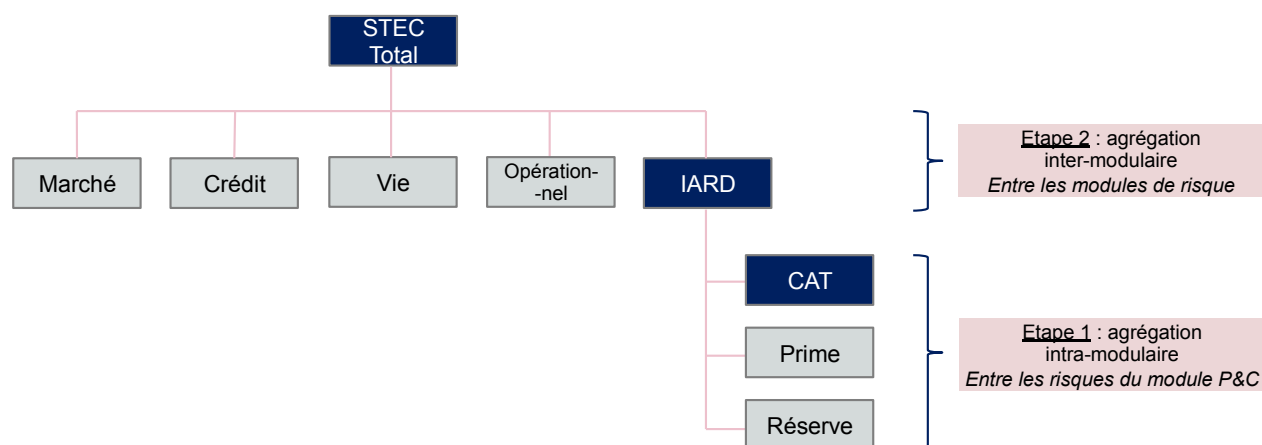 STEC
Total
Marché
Crédit
Vie
Opération-
-nel
IARD
Etape 2 : agrégation
inter-modulaire
Entre les modules de risque
CAT
Prime
Réserve
Etape 1 : agrégation
intra-modulaire
Entre les risques du module P&C